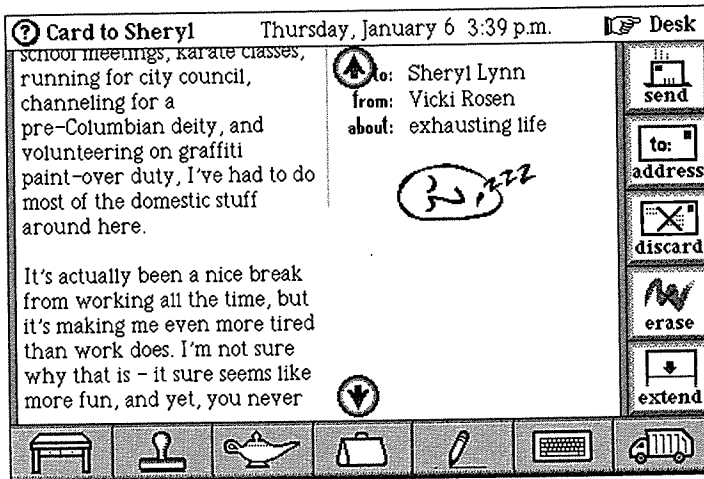 Card to Sheryl
Thursday, January 6 3:39 p.m.
Desk
school meetings, karate classes,
running for city council,
channeling for a
pre-Columbian deity, and
volunteering on graffiti
paint-over duty, I've had to do
most of the domestic stuff
around here.
It's actually been a nice break
from working all the time, but
it's making me even more tired
than work does. I'm not sure
why that is - it sure seems like
more fun, and yet, you never
to: Sheryl Lynn
from: Vicki Rosen
about: exhausting life
zzz
send
to:
address
discard
erase
extend